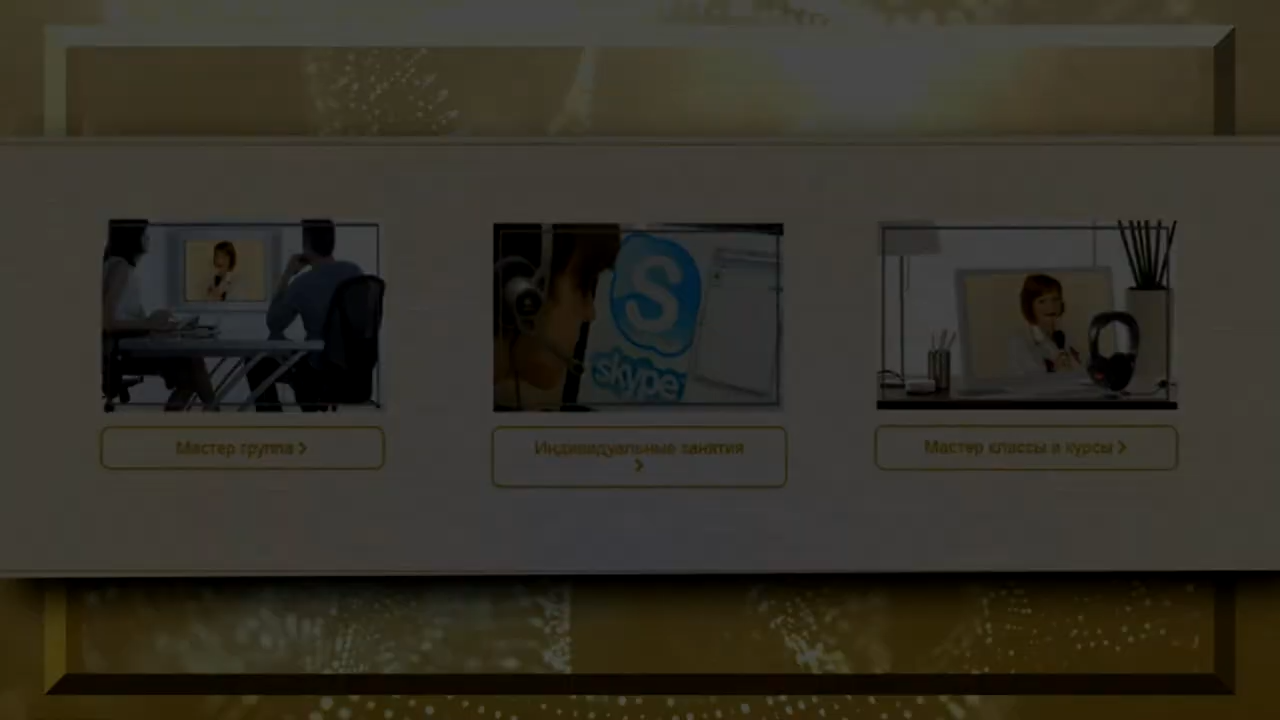 S
skype
Мастер группа >
Индивидуальные занятия
>
Мастер классы и курсы >